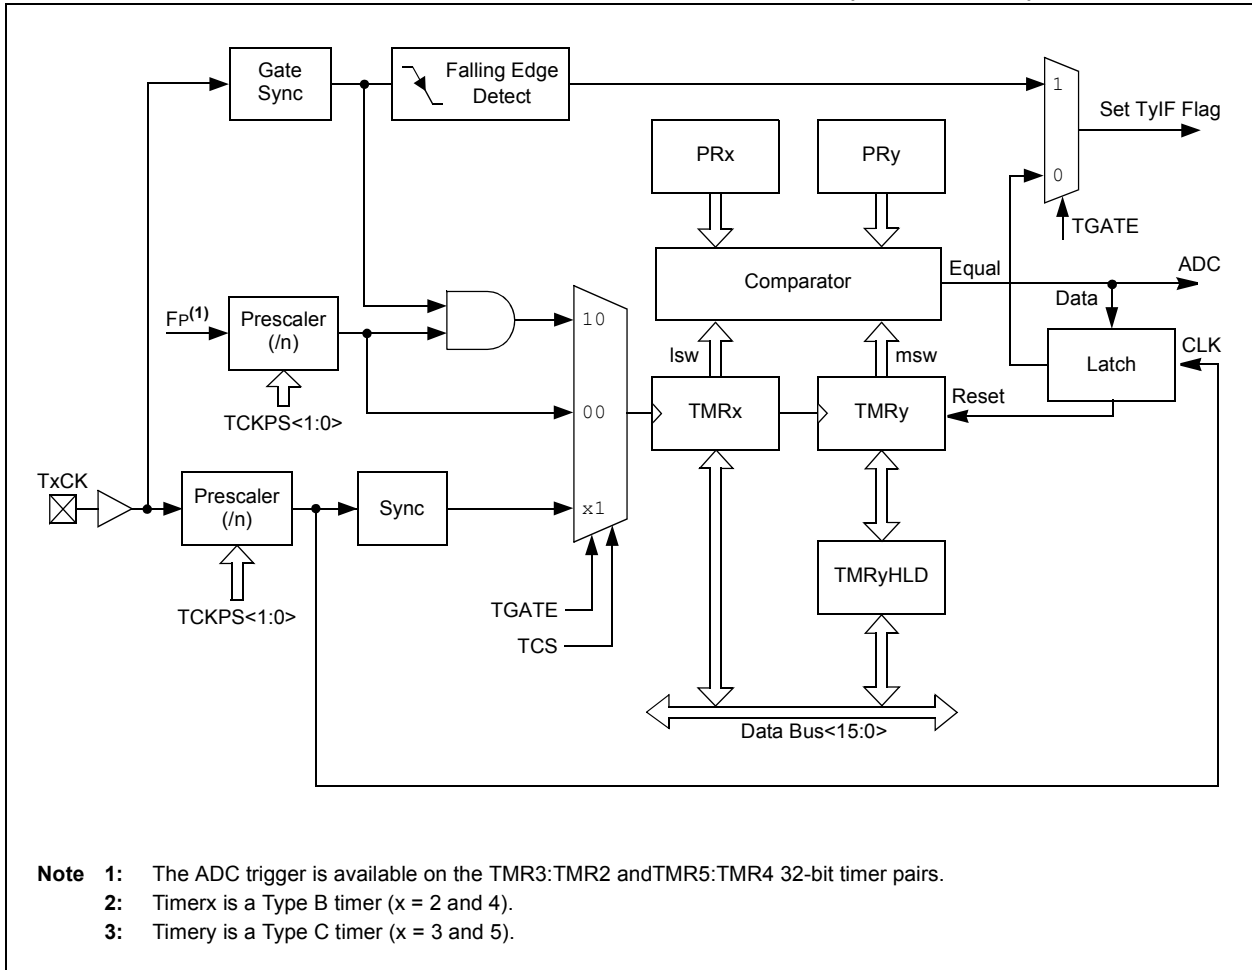 Gate
Sync
Falling Edge
Detect
1
Set TyIF Flag
PRx
PRy
0
TGATE
Comparator
Equal
ADC
Data
FP(1)
Prescaler
(/n)
10
lsw
msw
Latch
CLK
TCKPS<1:0>
00
TMRx
TMRy
Reset
TxCK
Prescaler
(/n)
Sync
x1
TMRyHLD
TCKPS<1:0>
TGATE
TCS
Data Bus<15:0>
Note 1: The ADC trigger is available on the TMR3:TMR2 andTMR5:TMR4 32-bit timer pairs.
2: Timerx is a Type B timer (x = 2 and 4).
3: Timery is a Type C timer (x = 3 and 5).